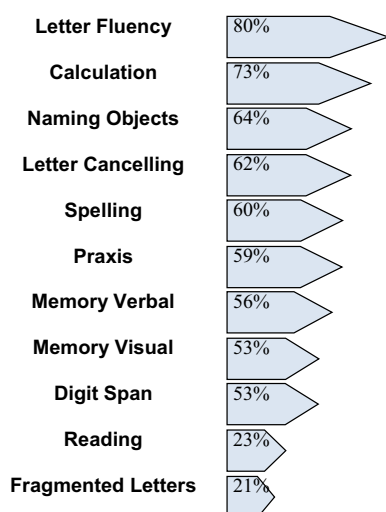 Letter Fluency 80%
Calculation 73%
Naming Objects 64%
Letter Cancelling 62%
Spelling 60%
Praxis 59%
Memory Verbal 56%
Memory Visual 53%
Digit Span 53%
Reading 23%
Fragmented Letters 21%